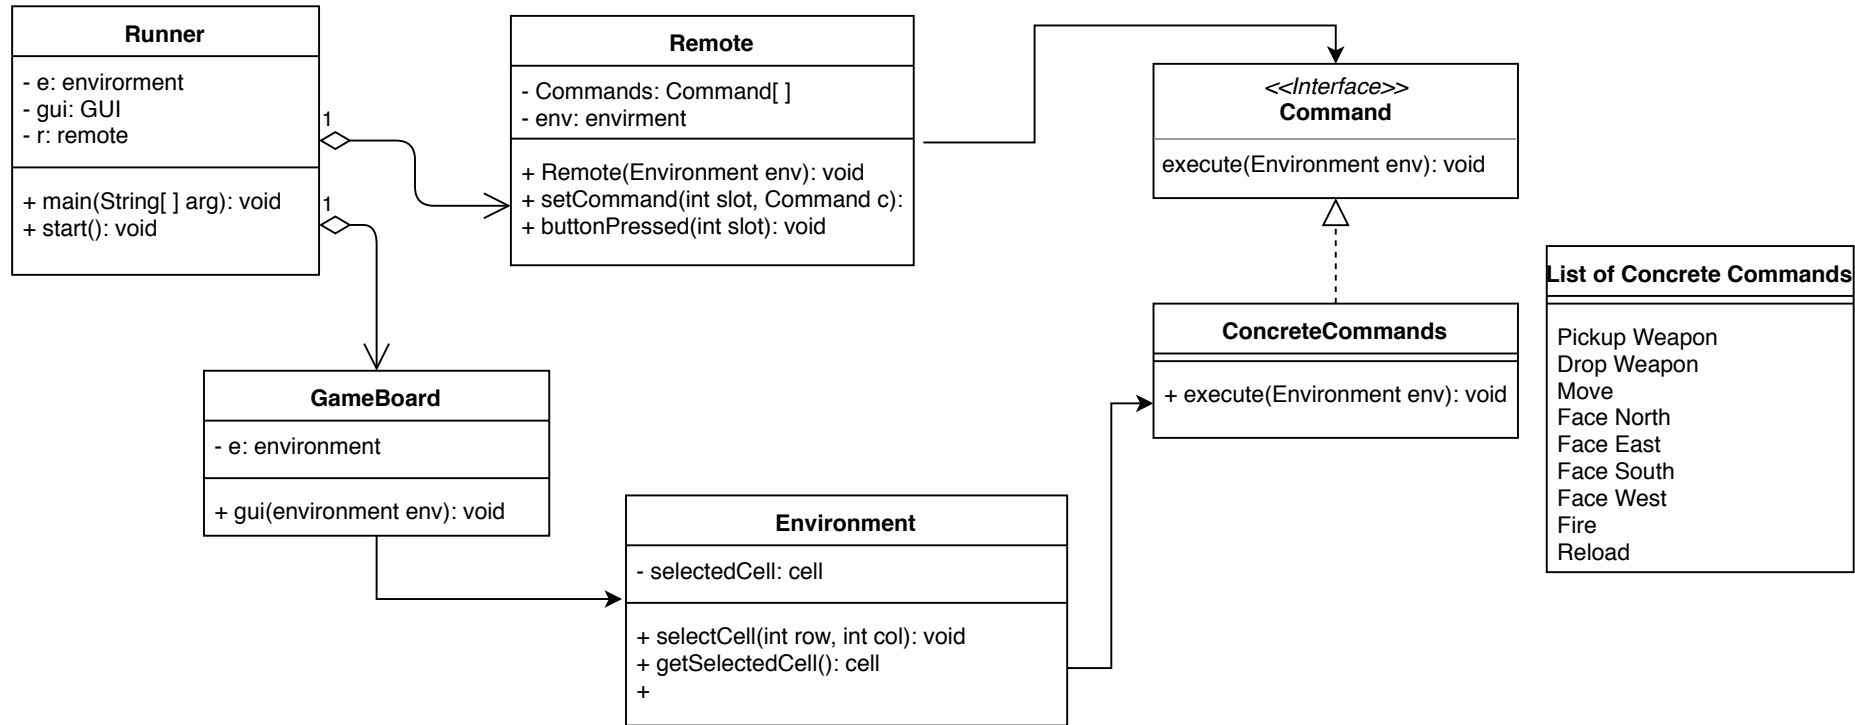 Runner
- e: envirorment
- gui: GUI
- r: remote
+ main(String[ ] arg): void
+ start(): void
1
1
Remote
- Commands: Command[ ]
- env: envirment
+ Remote(Environment env): void
+ setCommand(int slot, Command c):
+ buttonPressed(int slot): void
<<Interface>>
Command
execute(Environment env): void
ConcreteCommands
+ execute(Environment env): void
List of Concrete Commands
Pickup Weapon
Drop Weapon
Move
Face North
Face East
Face South
Face West
Fire
Reload
GameBoard
- e: environment
+ gui(environment env): void
Environment
- selectedCell: cell
+ selectCell(int row, int col): void
+ getSelectedCell(): cell
+